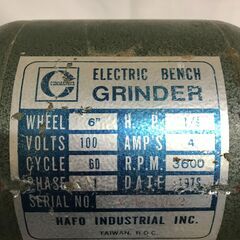 ELECTRIC BENCH
GRINDER
WHEEL 6" H. P.
VOLTS 100 AMP'S 4
CYCLE 60 R.P.M. 3600
PHASE 1 DATE 1975
SERIAL NO.
HAFO INDUSTRIAL INC.
TAIWAN, R.O.C.